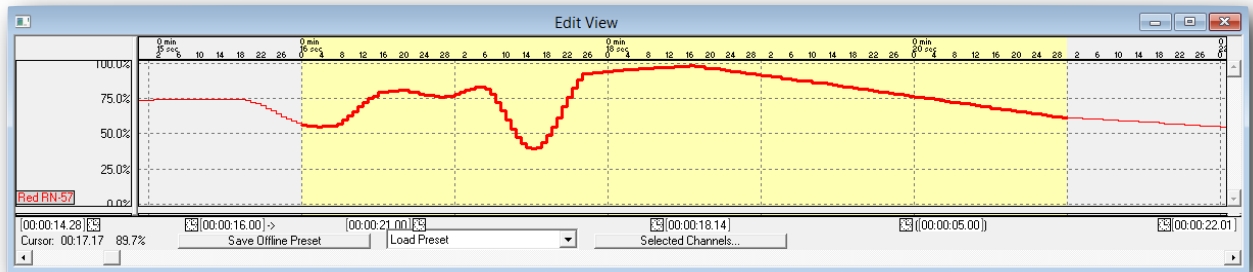 Edit View
0 min 0 min 0 min 0 min 0
15 sec 16 sec 18 sec 20 sec 22
2 6 10 14 18 22 26 0 4 8 12 16 20 24 28 2 6 10 14 18 22 26 0 4 8 12 16 20 24 28 2 6 10 14 18 22 26 0 4 8 12 16 20 24 28 2 6 10 14 18 22 26 0
100.0%
75.0%
50.0%
25.0%
Red RN-57
0.0%
[00:00:14.28] [00:00:16.00] -> [00:00:21.00] [00:00:18.14] ([00:00:05.00]) [00:00:22.01]
Cursor: 00:17.17 89.7% Save Offline Preset Load Preset Selected Channels...